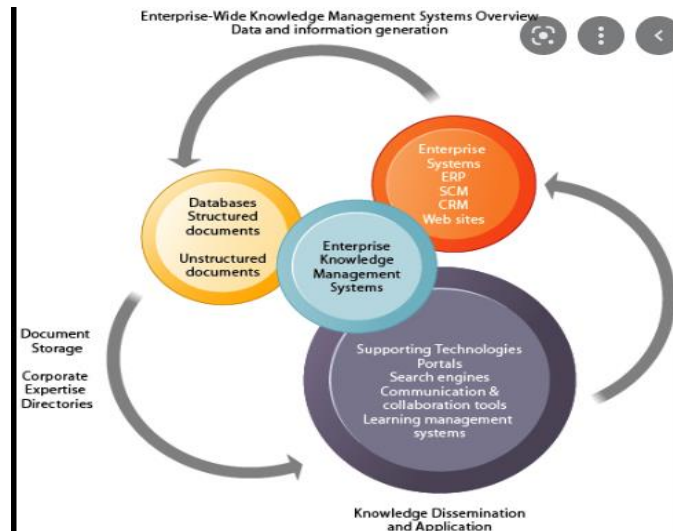 Enterprise-Wide Knowledge Management Systems Overview
Data and information generation
Enterprise
Systems
ERP
SCM
CRM
Web sites
Databases
Structured
documents
Unstructured
documents
Enterprise
Knowledge
Management
Systems
Document
Storage
Corporate
Expertise
Directories
Supporting Technologies
Portals
Search engines
Communication &
collaboration tools
Learning management
systems
Knowledge Dissemination
and Application